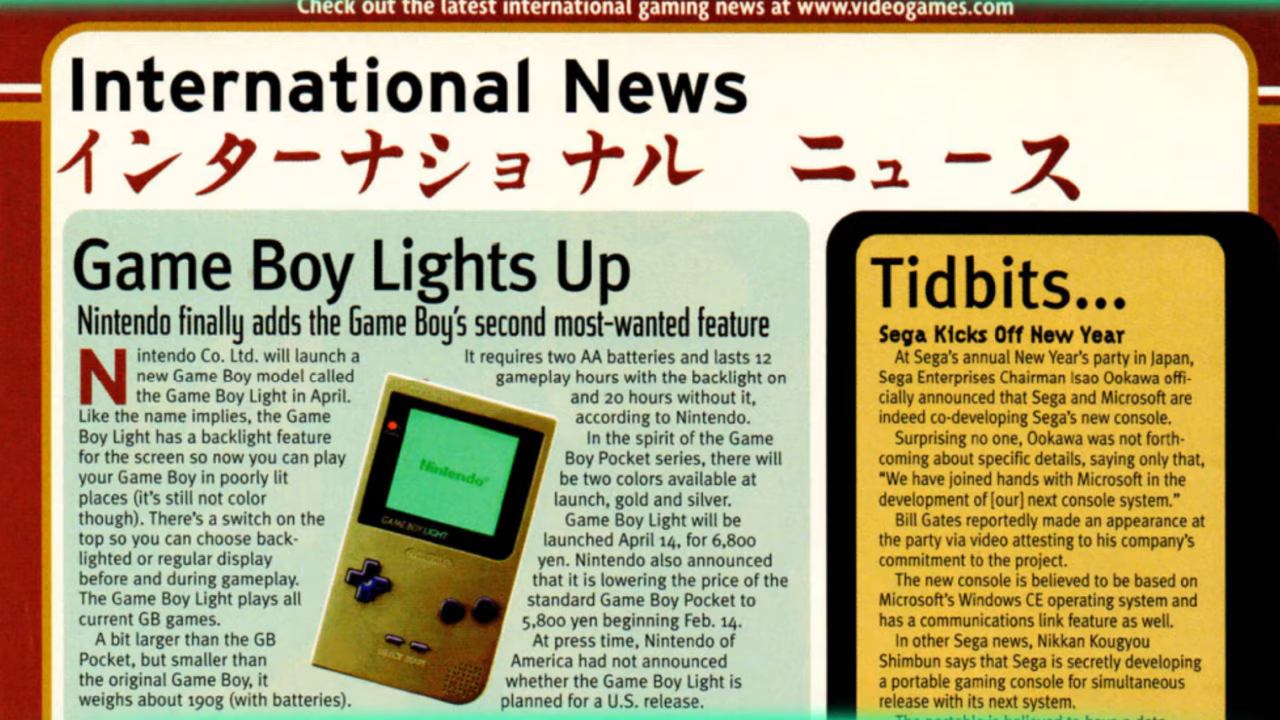 Check out the latest international gaming news at www.videogames.com
International News
インターナショナル ニュース
Game Boy Lights Up
Nintendo finally adds the Game Boy's second most-wanted feature
Nintendo Co. Ltd. will launch a
new Game Boy model called
the Game Boy Light in April.
Like the name implies, the Game
Boy Light has a backlight feature
for the screen so now you can play
your Game Boy in poorly lit
places (it's still not color
though). There's a switch on the
top so you can choose back-
lighted or regular display
before and during gameplay.
The Game Boy Light plays all
current GB games.
A bit larger than the GB
Pocket, but smaller than
the original Game Boy, it
weighs about 190g (with batteries).
Nintendo
GAME BOY LIGHT
SELECT START
It requires two AA batteries and lasts 12
gameplay hours with the backlight on
and 20 hours without it,
according to Nintendo.
In the spirit of the Game
Boy Pocket series, there will
be two colors available at
launch, gold and silver.
Game Boy Light will be
launched April 14, for 6,800
yen. Nintendo also announced
that it is lowering the price of the
standard Game Boy Pocket to
5,800 yen beginning Feb. 14.
At press time, Nintendo of
America had not announced
whether the Game Boy Light is
planned for a U.S. release.
Tidbits...
Sega Kicks Off New Year
At Sega's annual New Year's party in Japan,
Sega Enterprises Chairman Isao Ookawa offi-
cially announced that Sega and Microsoft are
indeed co-developing Sega's new console.
Surprising no one, Ookawa was not forth-
coming about specific details, saying only that,
"We have joined hands with Microsoft in the
development of [our] next console system."
Bill Gates reportedly made an appearance at
the party via video attesting to his company's
commitment to the project.
The new console is believed to be based on
Microsoft's Windows CE operating system and
has a communications link feature as well.
In other Sega news, Nikkan Kougyou
Shimbun says that Sega is secretly developing
a portable gaming console for simultaneous
release with its next system.